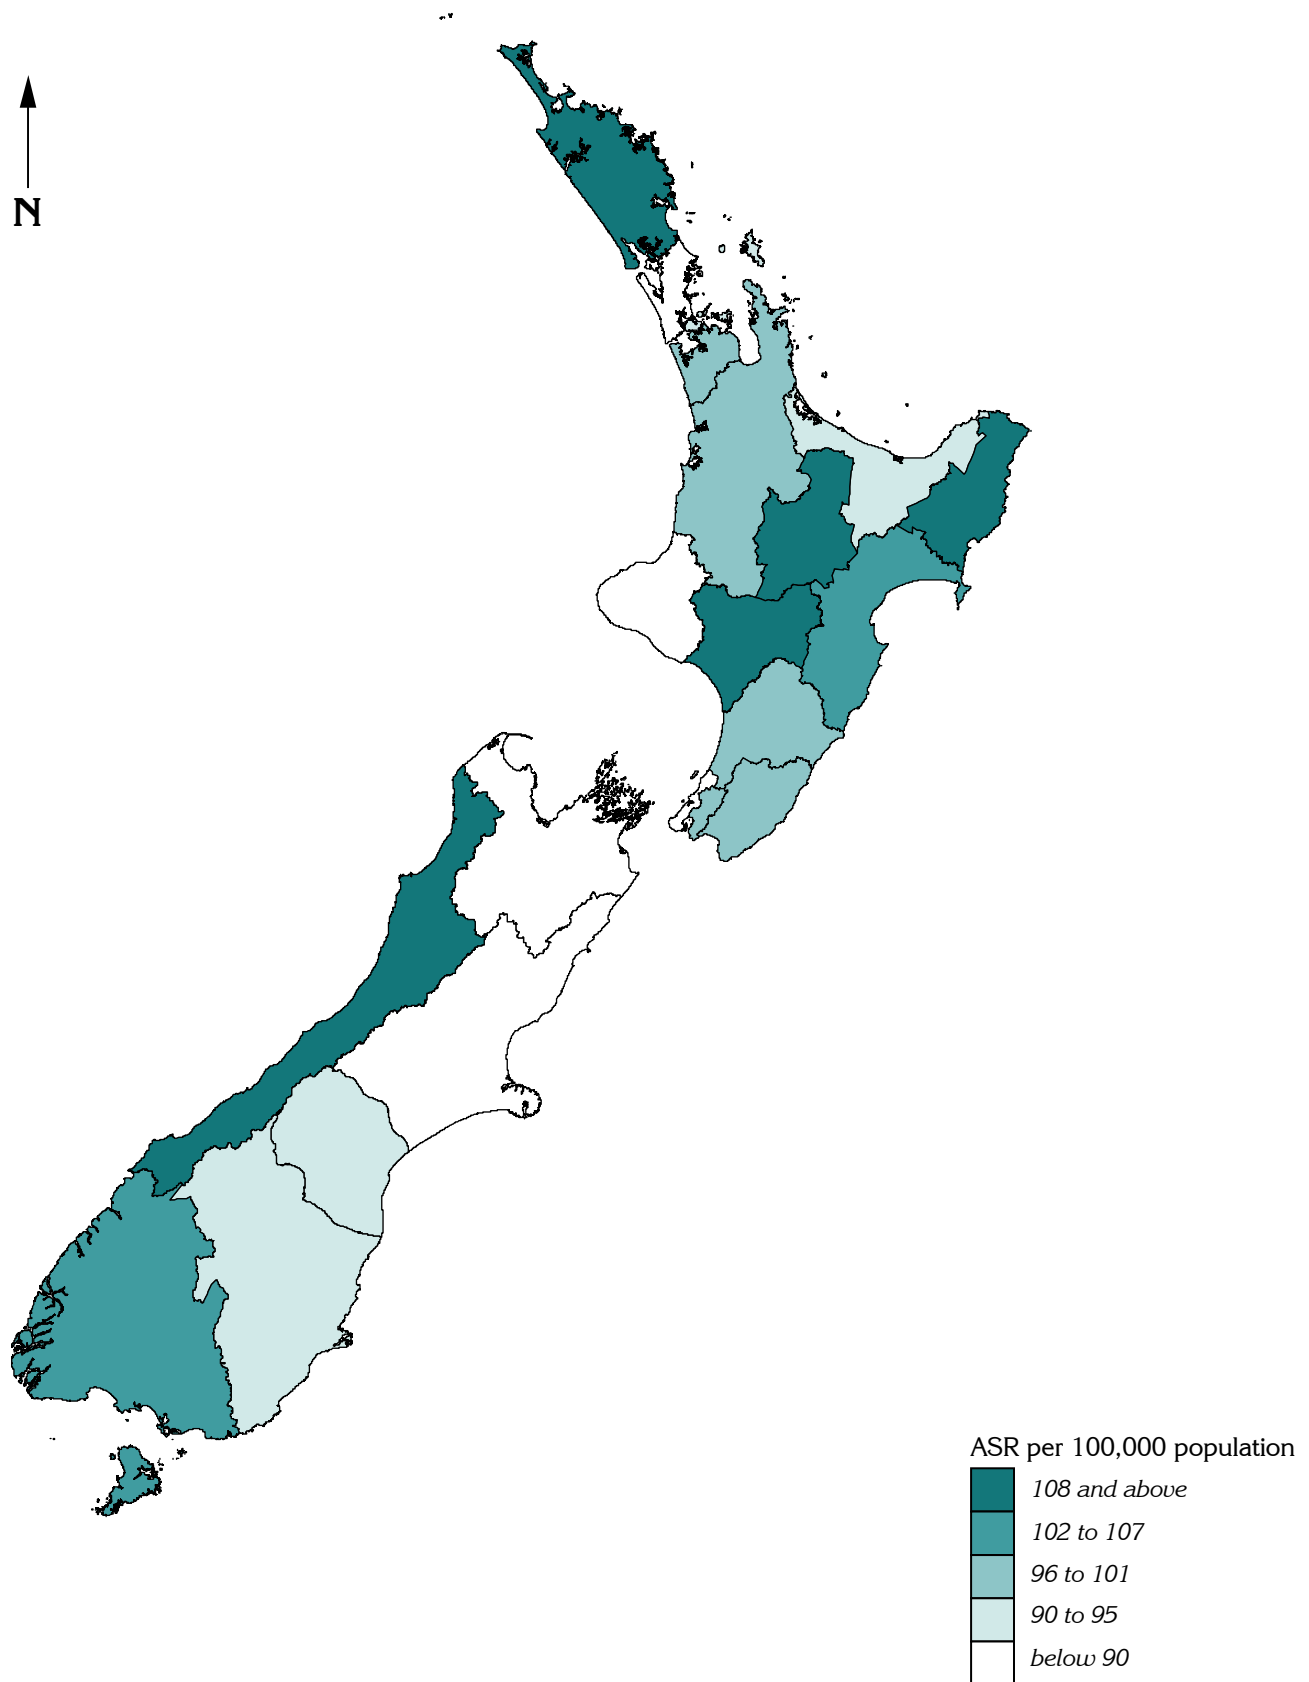 N
ASR per 100,000 population
108 and above
102 to 107
96 to 101
90 to 95
below 90